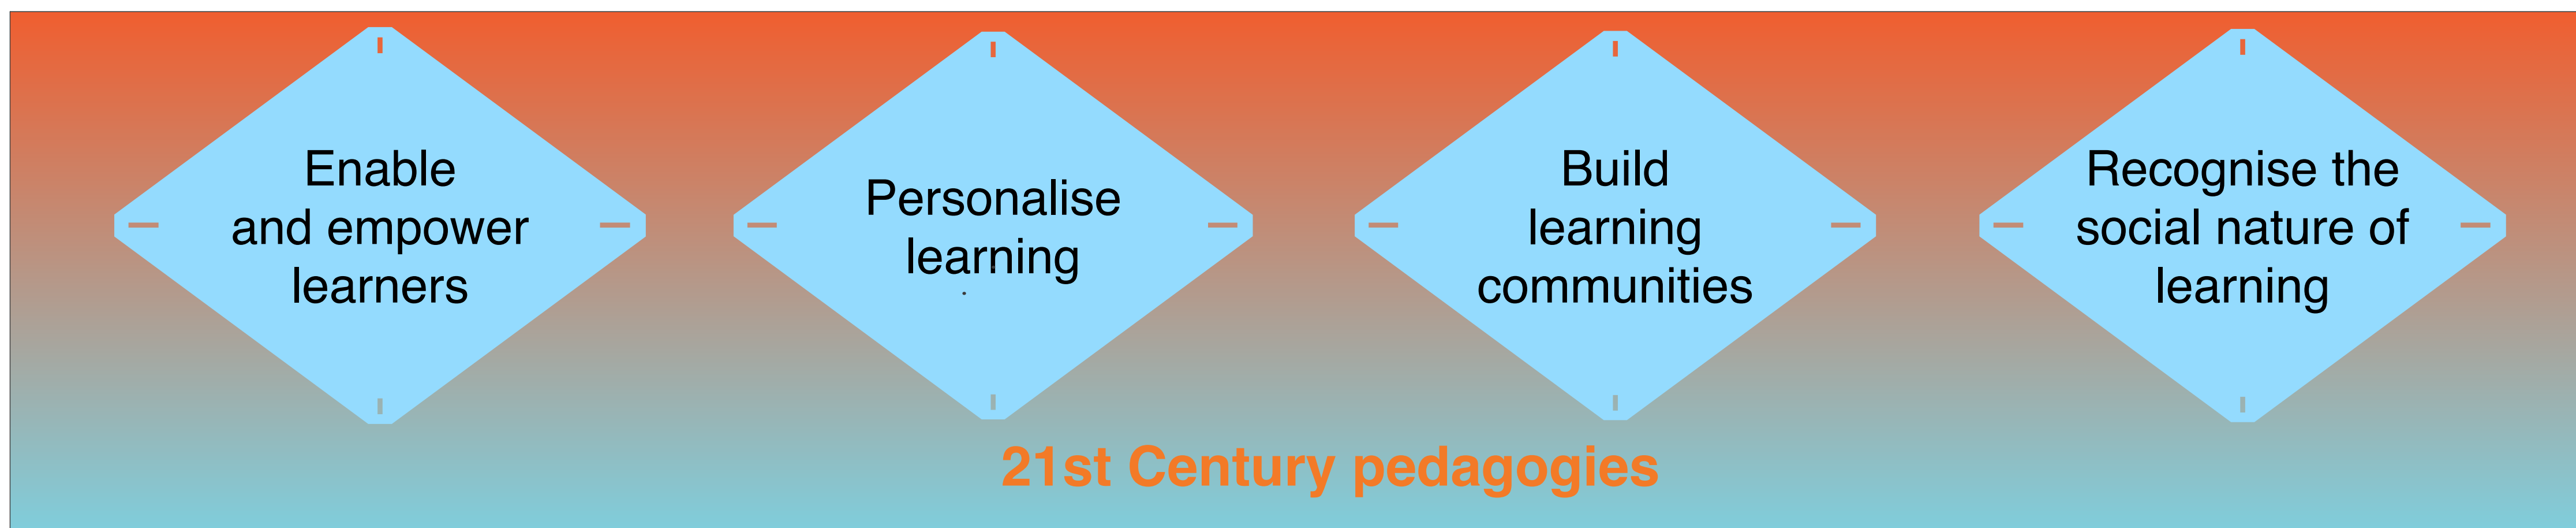 Enable
and empower
learners
Personalise
learning
Build
learning
communities
Recognise the
social nature of
learning
21st Century pedagogies